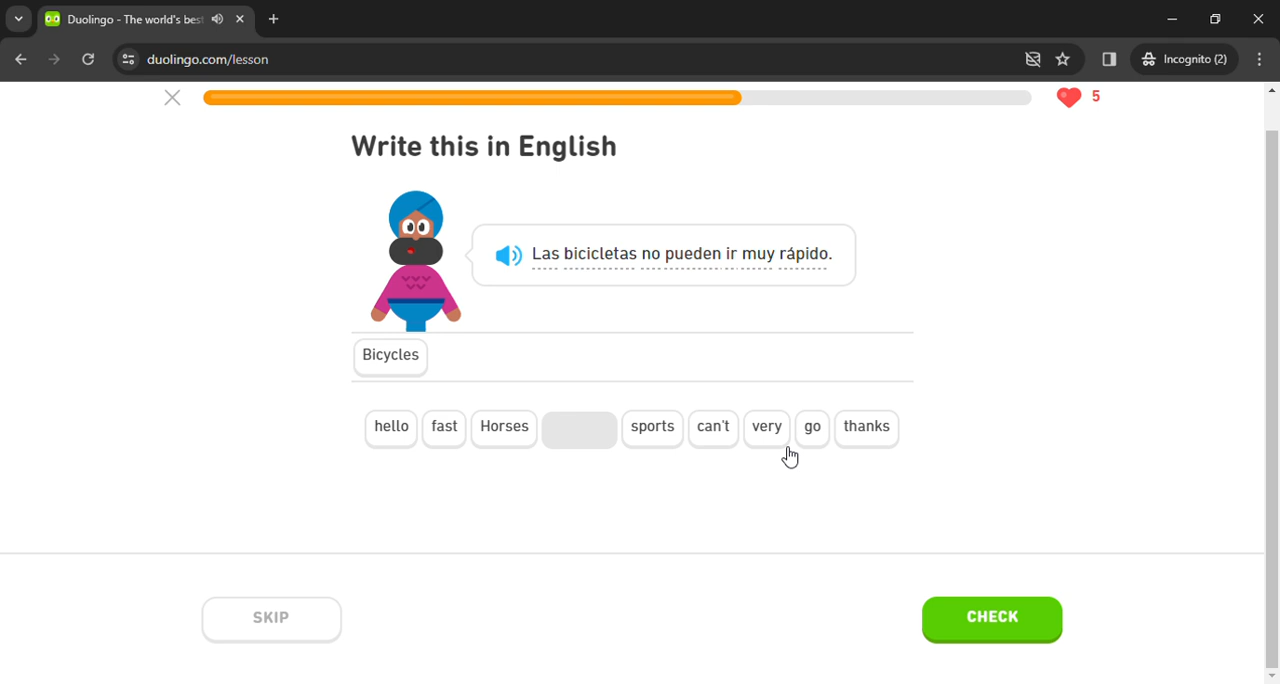 Duolingo - The world's bes
duolingo.com/lesson
Incognito (2)
5
Write this in English
Las bicicletas no pueden ir muy rápido.
Bicycles
hello fast Horses sports can't very go thanks
SKIP CHECK